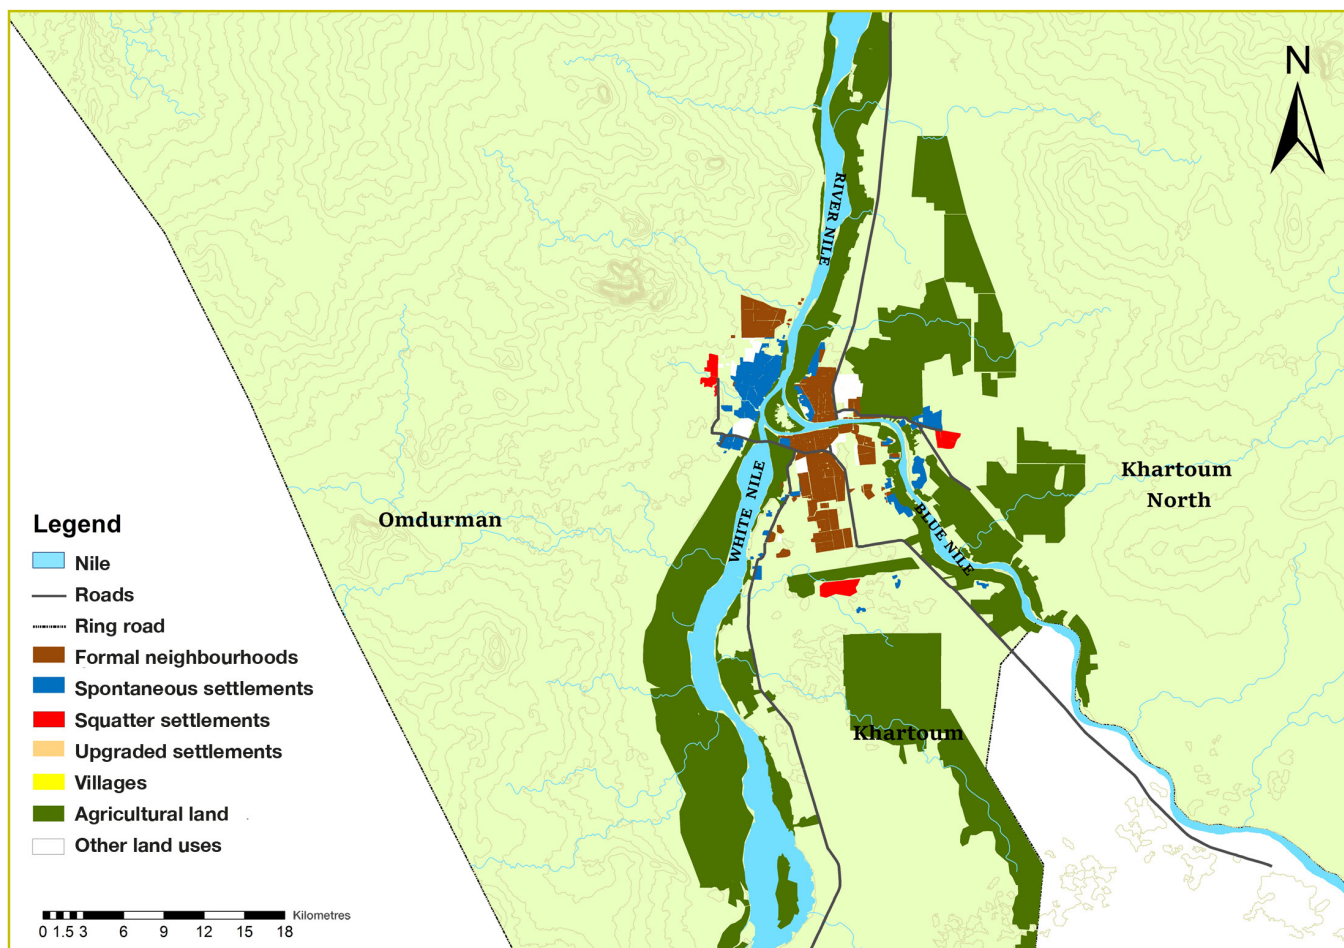 N
RIVER NILE
Khartoum
North
WHITE NILE
Omdurman
BLUE NILE
Khartoum
Legend
Nile
Roads
Ring road
Formal neighbourhoods
Spontaneous settlements
Squatter settlements
Upgraded settlements
Villages
Agricultural land
Other land uses
Kilometres
0 1.5 3 6 9 12 15 18